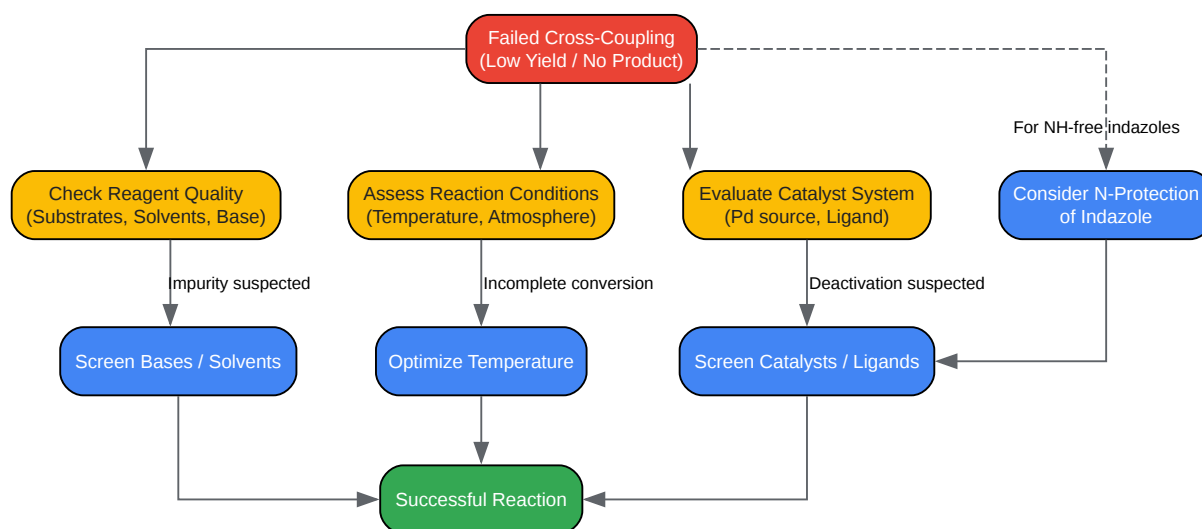 Failed Cross-Coupling
(Low Yield / No Product)
For NH-free indazoles
Check Reagent Quality
(Substrates, Solvents, Base)
Assess Reaction Conditions
(Temperature, Atmosphere)
Evaluate Catalyst System
(Pd source, Ligand)
Consider N-Protection
of Indazole
Impurity suspected
Incomplete conversion
Deactivation suspected
Screen Bases / Solvents
Optimize Temperature
Screen Catalysts / Ligands
Successful Reaction